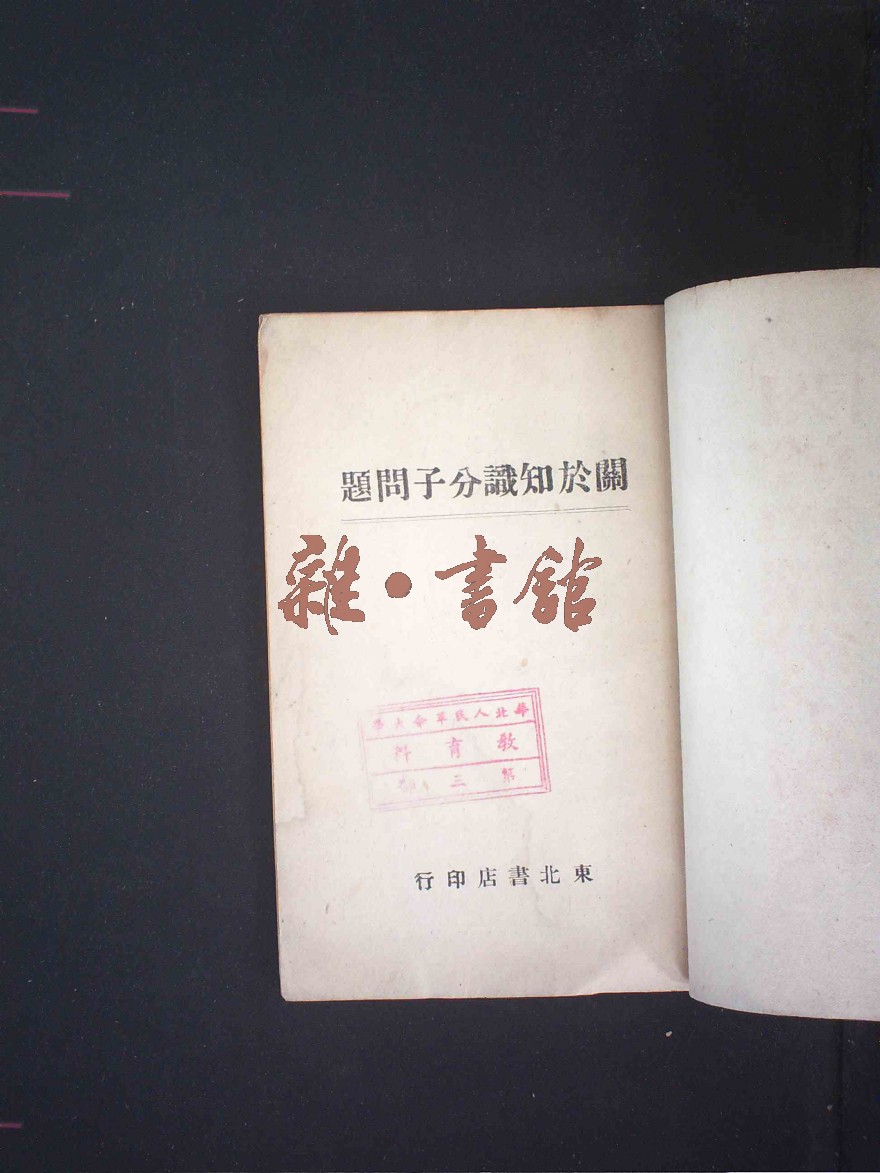 關於知識分子問題
雜·書館
華北人民革命大學
教育科
第三
東北書店印行